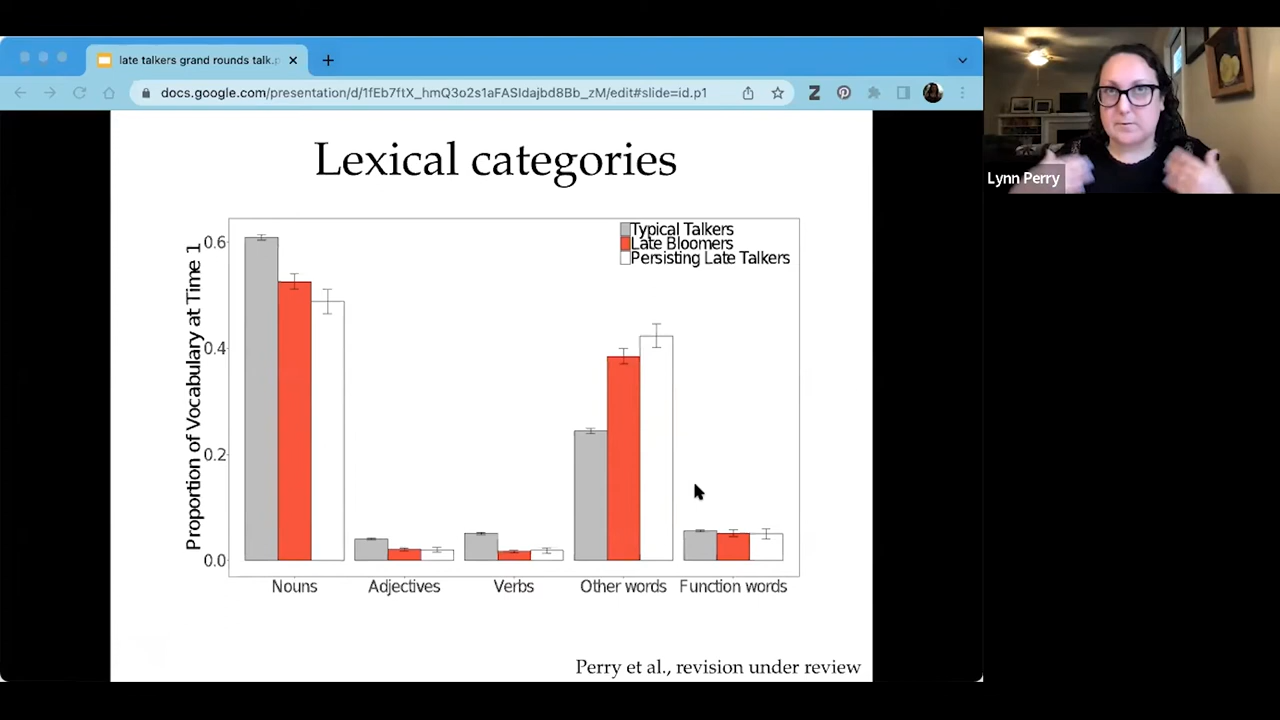 late talkers grand rounds talk.p
docs.google.com/presentation/d/1fEb7ftX_hmQ3o2s1aFASIdajbd8Bb_zM/edit#slide=id.p1
Z
Lynn Perry
Lexical categories
Typical Talkers
Late Bloomers
Persisting Late Talkers
Proportion of Vocabulary at Time 1
0.6
0.4
0.2
0.0
Nouns Adjectives Verbs Other words Function words
Perry et al., revision under review